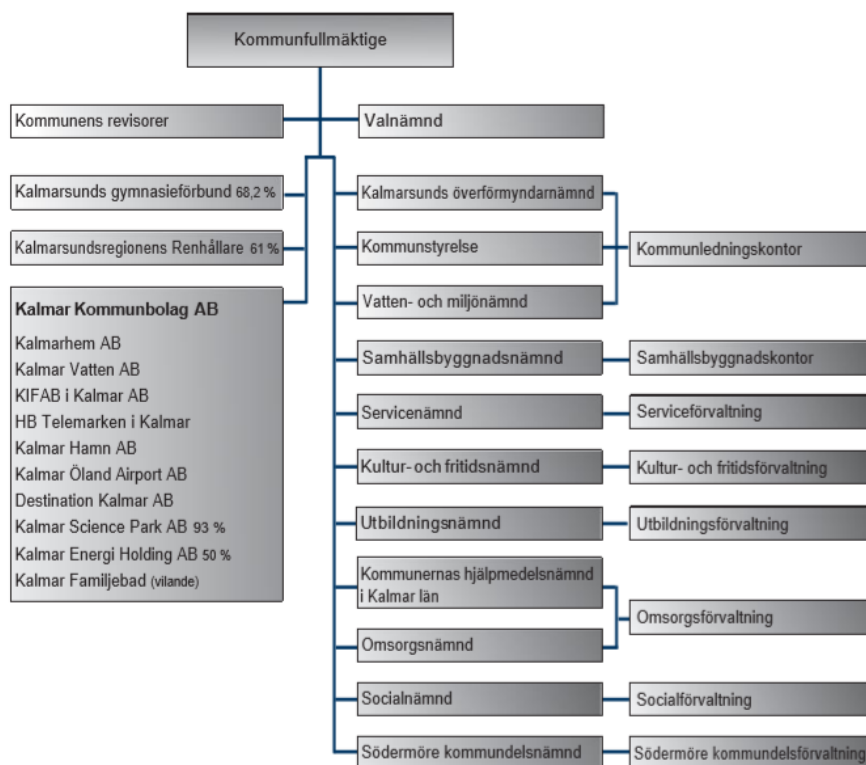 Kommunfullmäktige
Kommunens revisorer
Valnämnd
Kalmarsunds gymnasieförbund 68,2 %
Kalmarsundsregionens Renhållare 61 %
Kalmar Kommunbolag AB
Kalmarhem AB
Kalmar Vatten AB
KIFAB i Kalmar AB
HB Telemarken i Kalmar
Kalmar Hamn AB
Kalmar Öland Airport AB
Destination Kalmar AB
Kalmar Science Park AB 93 %
Kalmar Energi Holding AB 50 %
Kalmar Familjebad (vilande)
Kalmarsunds överförmyndarnämnd
Kommunstyrelse
Vatten- och miljönämnd
Kommunledningskontor
Samhällsbyggnadsnämnd
Samhällsbyggnadskontor
Servicenämnd
Serviceförvaltning
Kultur- och fritidsnämnd
Kultur- och fritidsförvaltning
Utbildningsnämnd
Utbildningsförvaltning
Kommunernas hjälpmedelsnämnd
i Kalmar län
Omsorgsnämnd
Omsorgsförvaltning
Socialnämnd
Socialförvaltning
Södermöre kommundelsnämnd
Södermöre kommundelsförvaltning